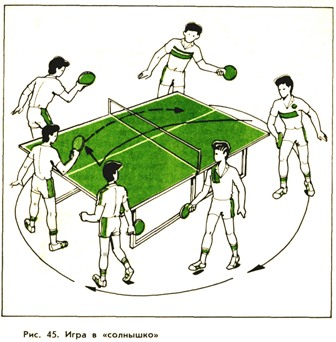 Рис. 45. Игра в «солнышко»